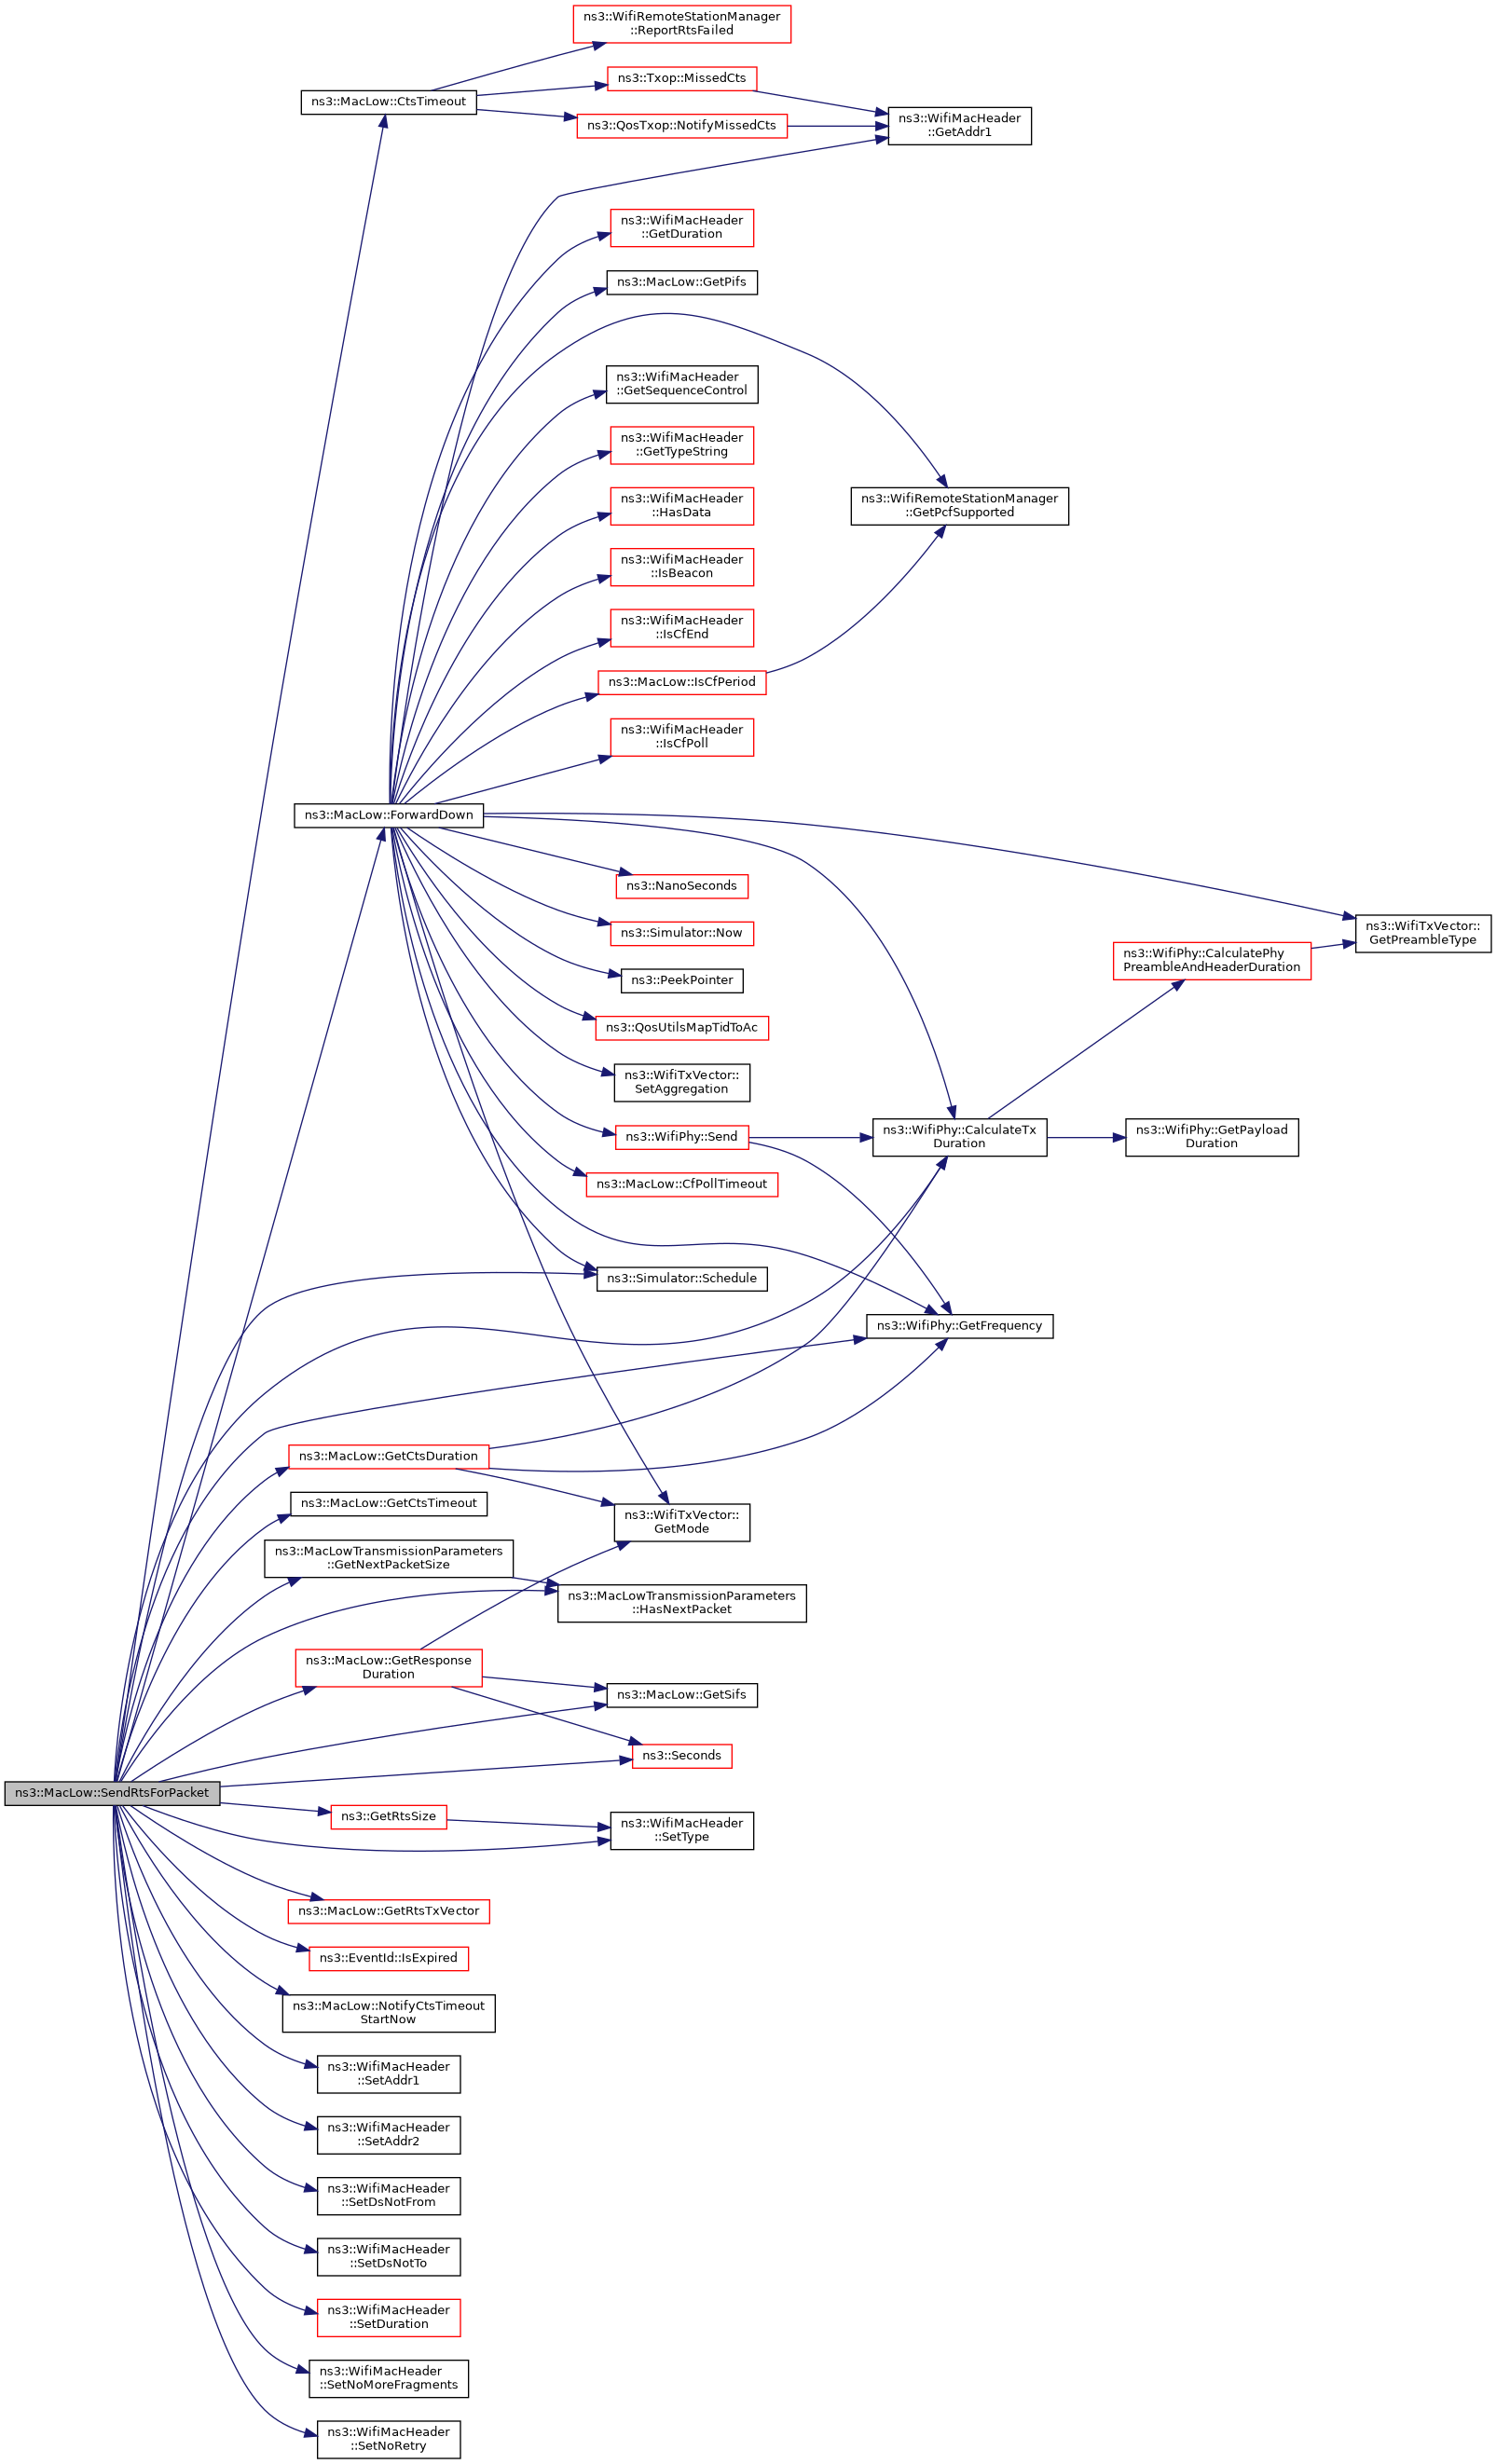 ns3::WifiRemoteStationManager
::ReportRtsFailed
ns3::Txop::MissedCts
ns3::MacLow::CtsTimeout
ns3::QosTxop::NotifyMissedCts
ns3::WifiMacHeader
::GetAddr1
ns3::WifiMacHeader
::GetDuration
ns3::MacLow::GetPifs
ns3::WifiMacHeader
::GetSequenceControl
ns3::WifiMacHeader
::GetTypeString
ns3::WifiMacHeader
::HasData
ns3::WifiRemoteStationManager
::GetPcfSupported
ns3::WifiMacHeader
::IsBeacon
ns3::WifiMacHeader
::IsCfEnd
ns3::MacLow::IsCfPeriod
ns3::WifiMacHeader
::IsCfPoll
ns3::MacLow::ForwardDown
ns3::NanoSeconds
ns3::Simulator::Now
ns3::WifiTxVector::
GetPreambleType
ns3::WifiPhy::CalculatePhy
PreambleAndHeaderDuration
ns3::PeekPointer
ns3::QosUtilsMapTidToAc
ns3::WifiTxVector::
SetAggregation
ns3::WifiPhy::Send
ns3::WifiPhy::CalculateTx
Duration
ns3::WifiPhy::GetPayload
Duration
ns3::MacLow::CfPollTimeout
ns3::Simulator::Schedule
ns3::WifiPhy::GetFrequency
ns3::MacLow::GetCtsDuration
ns3::MacLow::GetCtsTimeout
ns3::WifiTxVector::
GetMode
ns3::MacLowTransmissionParameters
::GetNextPacketSize
ns3::MacLowTransmissionParameters
::HasNextPacket
ns3::MacLow::GetResponse
Duration
ns3::MacLow::GetSifs
ns3::Seconds
ns3::MacLow::SendRtsForPacket
ns3::GetRtsSize
ns3::WifiMacHeader
::SetType
ns3::MacLow::GetRtsTxVector
ns3::EventId::IsExpired
ns3::MacLow::NotifyCtsTimeout
StartNow
ns3::WifiMacHeader
::SetAddr1
ns3::WifiMacHeader
::SetAddr2
ns3::WifiMacHeader
::SetDsNotFrom
ns3::WifiMacHeader
::SetDsNotTo
ns3::WifiMacHeader
::SetDuration
ns3::WifiMacHeader
::SetNoMoreFragments
ns3::WifiMacHeader
::SetNoRetry